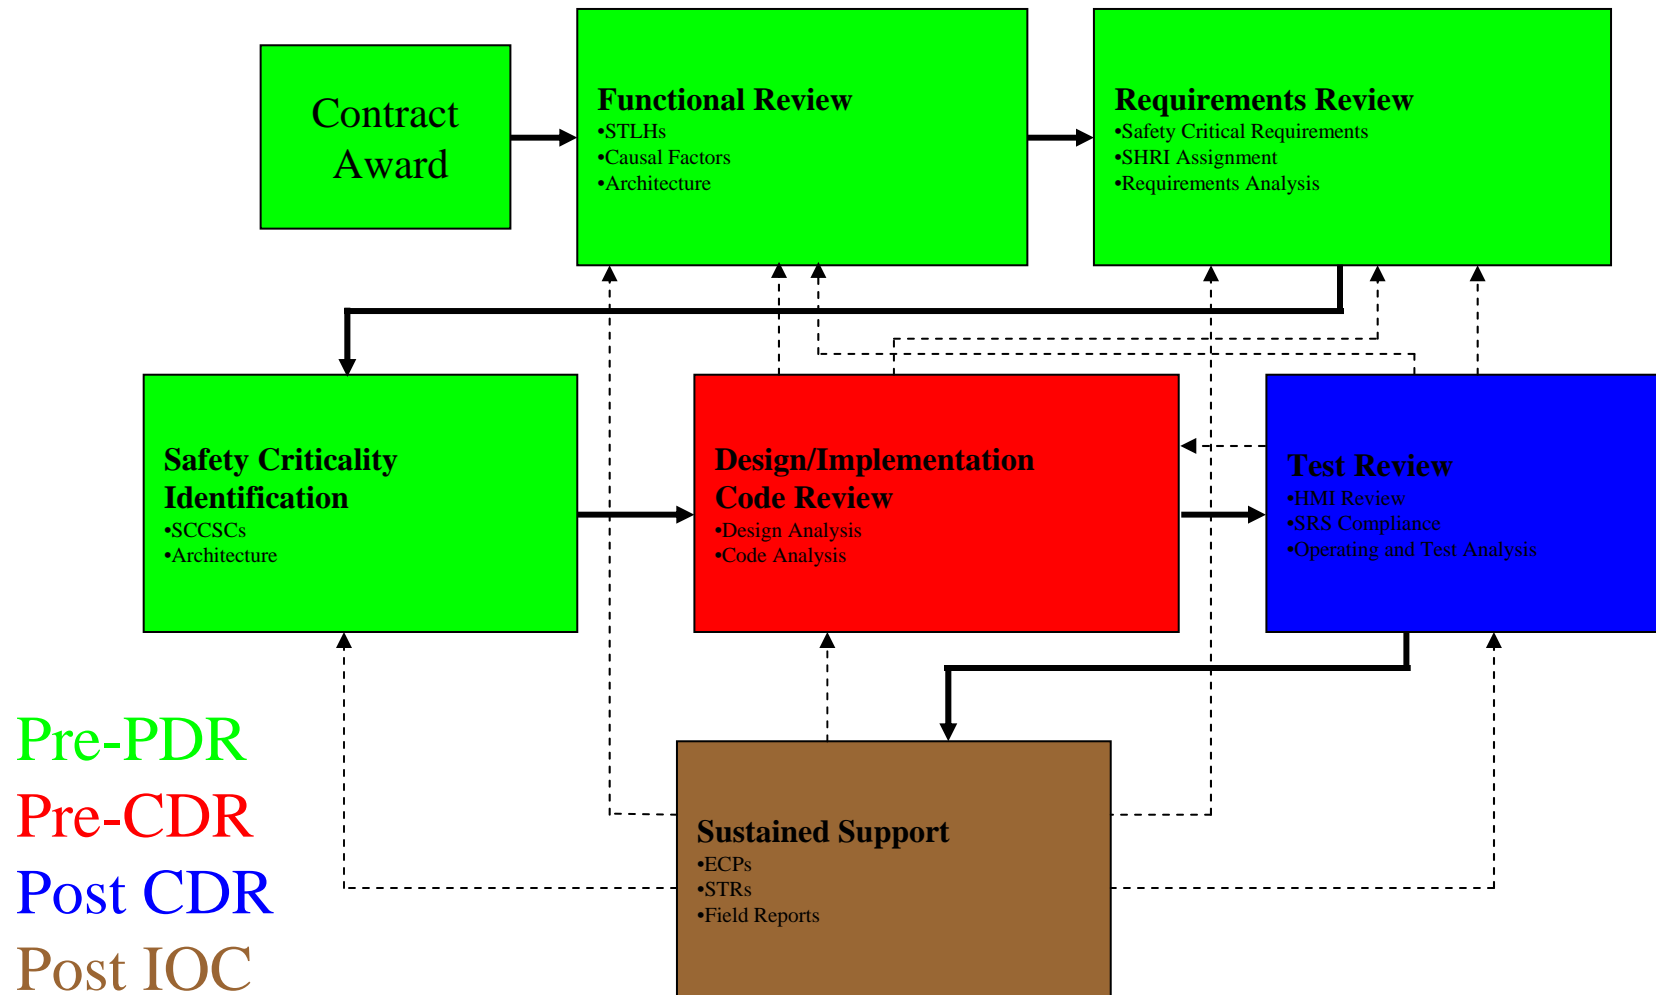 Contract
Award
Functional Review
•STLHs
•Causal Factors
•Architecture
Requirements Review
•Safety Critical Requirements
•SHRI Assignment
•Requirements Analysis
Safety Criticality
Identification
•SCCSCs
•Architecture
Design/Implementation
Code Review
•Design Analysis
•Code Analysis
Test Review
•HMI Review
•SRS Compliance
•Operating and Test Analysis
Sustained Support
•ECPs
•STRs
•Field Reports
Pre-PDR
Pre-CDR
Post CDR
Post IOC